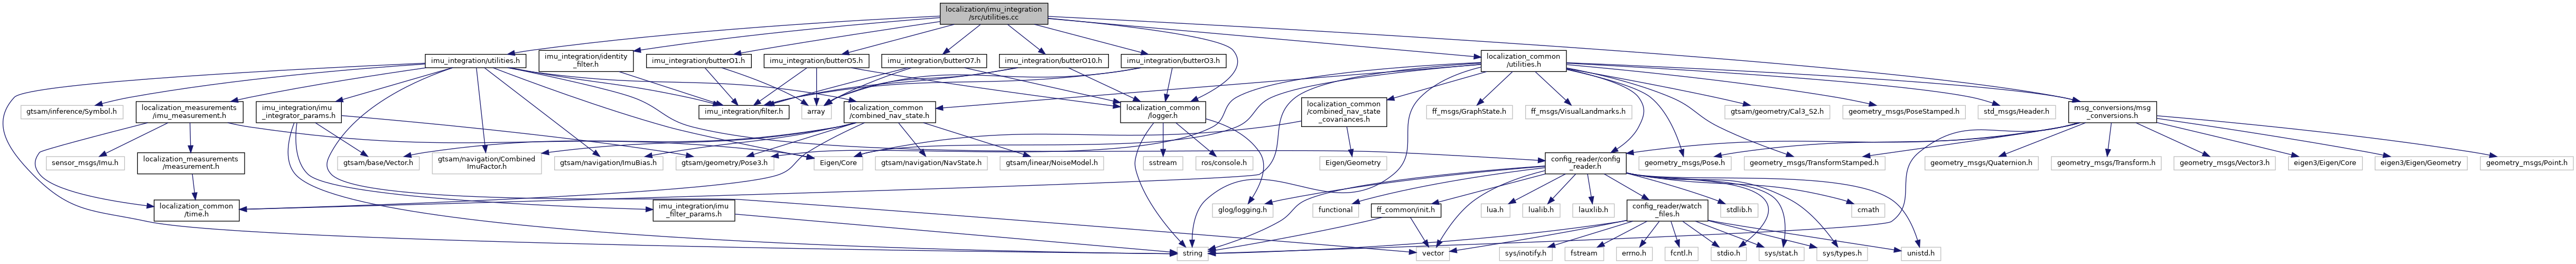 localization/imu_integration
/src/utilities.cc
imu_integration/utilities.h
imu_integration/identity
_filter.h
imu_integration/butterO1.h
imu_integration/butterO5.h
imu_integration/butterO7.h
imu_integration/butterO10.h
imu_integration/butterO3.h
localization_common
/utilities.h
gtsam/inference/Symbol.h
localization_measurements
/imu_measurement.h
imu_integration/imu
_integrator_params.h
imu_integration/filter.h
array
localization_common
/combined_nav_state.h
localization_common
/logger.h
localization_common
/combined_nav_state
_covariances.h
ff_msgs/GraphState.h
ff_msgs/VisualLandmarks.h
gtsam/geometry/Cal3_S2.h
geometry_msgs/PoseStamped.h
std_msgs/Header.h
msg_conversions/msg
_conversions.h
sensor_msgs/Imu.h
localization_measurements
/measurement.h
gtsam/base/Vector.h
gtsam/navigation/Combined
ImuFactor.h
gtsam/navigation/ImuBias.h
gtsam/geometry/Pose3.h
Eigen/Core
gtsam/navigation/NavState.h
gtsam/linear/NoiseModel.h
sstream
ros/console.h
Eigen/Geometry
config_reader/config
_reader.h
geometry_msgs/Pose.h
geometry_msgs/TransformStamped.h
geometry_msgs/Quaternion.h
geometry_msgs/Transform.h
geometry_msgs/Vector3.h
eigen3/Eigen/Core
eigen3/Eigen/Geometry
geometry_msgs/Point.h
localization_common
/time.h
imu_integration/imu
_filter_params.h
glog/logging.h
functional
ff_common/init.h
lua.h
lualib.h
lauxlib.h
config_reader/watch
_files.h
stdlib.h
cmath
string
vector
sys/inotify.h
fstream
errno.h
fcntl.h
stdio.h
sys/stat.h
sys/types.h
unistd.h